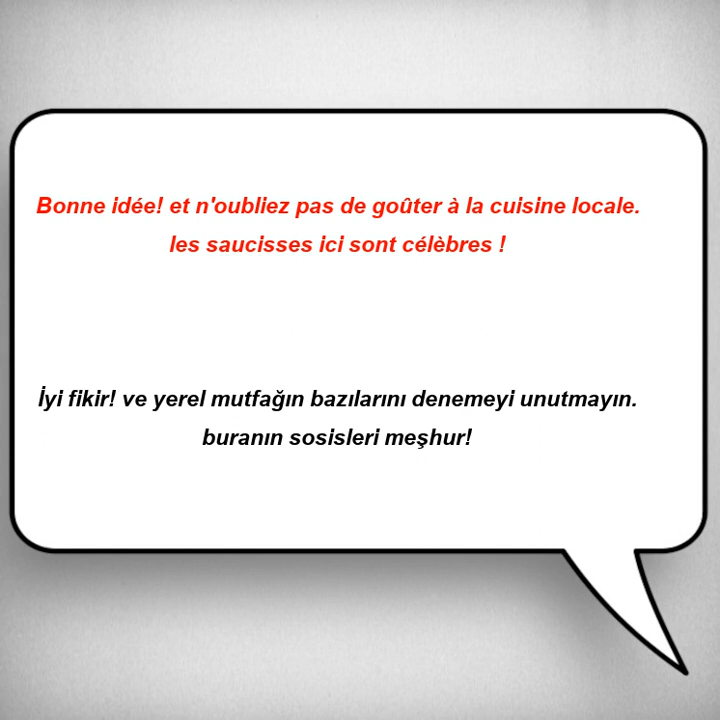 Bonne idée! et n'oubliez pas de goûter à la cuisine locale.
les saucisses ici sont célèbres !
İyi fikir! ve yerel mutfağın bazılarını denemeyi unutmayın.
buranın sosisleri meşhur!